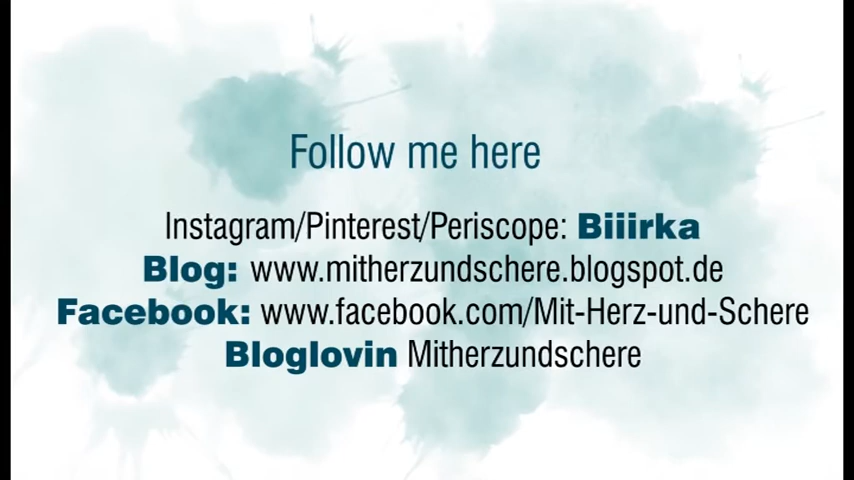 Follow me here
Instagram/Pinterest/Periscope: Biiirka
Blog: www.mitherzundschere.blogspot.de
Facebook: www.facebook.com/Mit-Herz-und-Schere
Bloglovin Mitherzundschere